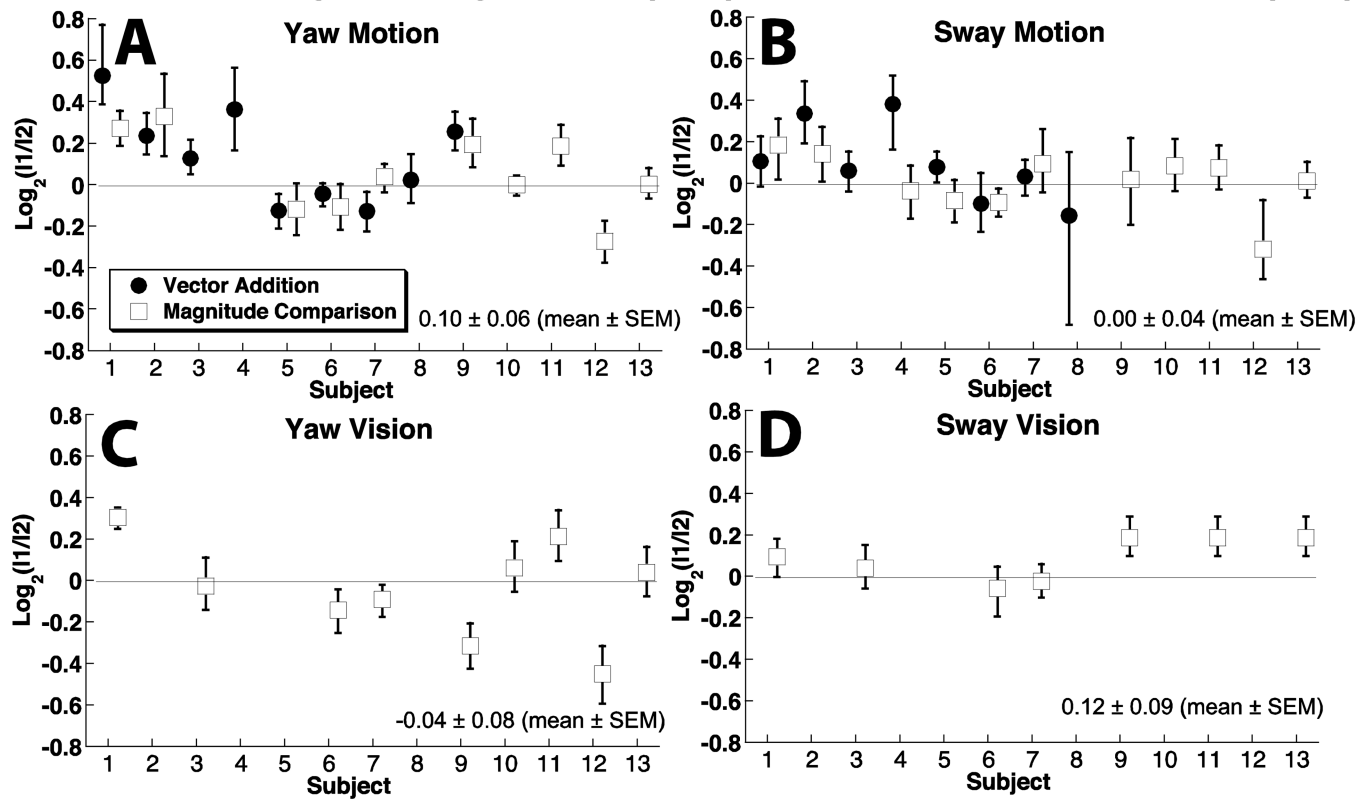 A
Yaw Motion
0.8
0.6
0.4
0.2
0
-0.2
-0.4
-0.6
-0.8
Log2(I1/I2)
Vector Addition
Magnitude Comparison
0.10 ± 0.06 (mean ± SEM)
1 2 3 4 5 6 7 8 9 10 11 12 13
Subject
B
Sway Motion
0.8
0.6
0.4
0.2
0
-0.2
-0.4
-0.6
-0.8
Log2(I1/I2)
0.00 ± 0.04 (mean ± SEM)
1 2 3 4 5 6 7 8 9 10 11 12 13
Subject
C
Yaw Vision
0.8
0.6
0.4
0.2
0
-0.2
-0.4
-0.6
-0.8
Log2(I1/I2)
-0.04 ± 0.08 (mean ± SEM)
1 2 3 4 5 6 7 8 9 10 11 12 13
Subject
D
Sway Vision
0.8
0.6
0.4
0.2
0
-0.2
-0.4
-0.6
-0.8
Log2(I1/I2)
0.12 ± 0.09 (mean ± SEM)
1 2 3 4 5 6 7 8 9 10 11 12 13
Subject